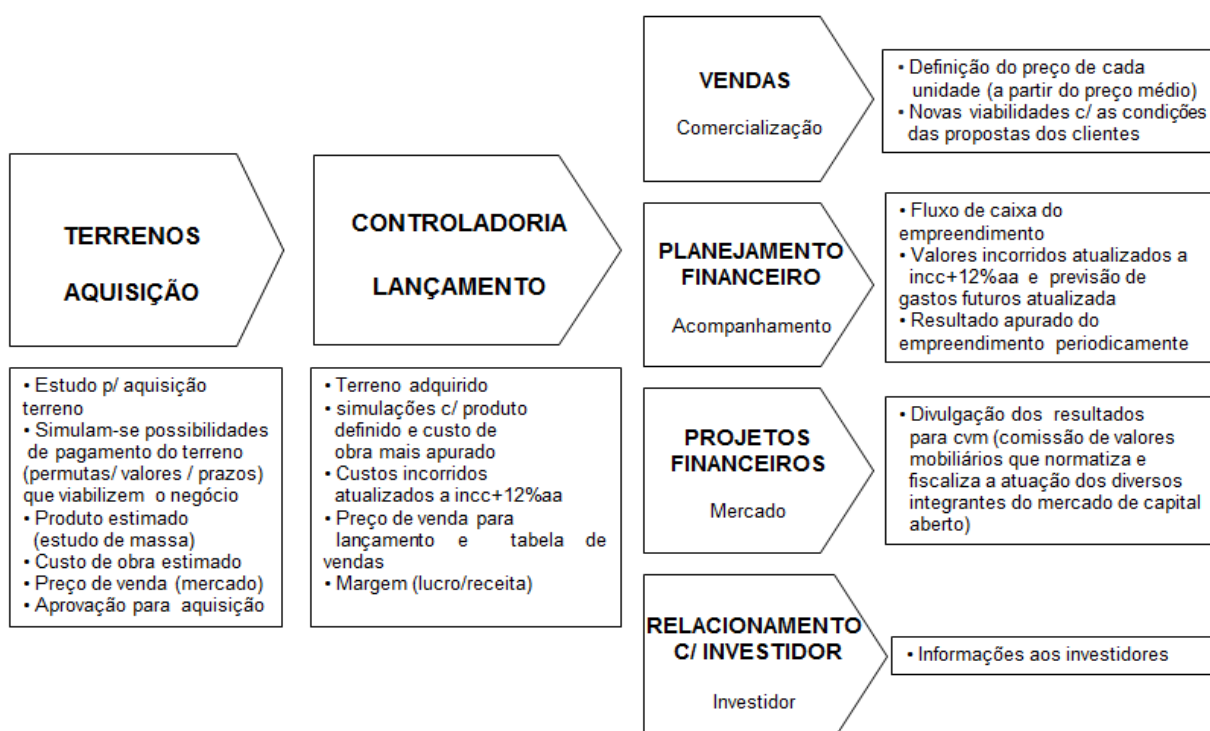 TERRENOS
AQUISIÇÃO
• Estudo p/ aquisição
terreno
• Simulam-se possibilidades
de pagamento do terreno
(permutas/ valores / prazos)
que viabilizem o negócio
• Produto estimado
(estudo de massa)
• Custo de obra estimado
• Preço de venda (mercado)
• Aprovação para aquisição
CONTROLADORIA
LANÇAMENTO
• Terreno adquirido
• simulações c/ produto
definido e custo de
obra mais apurado
• Custos incorridos
atualizados a incc+12%aa
• Preço de venda para
lançamento e tabela de
vendas
• Margem (lucro/receita)
VENDAS
Comercialização
• Definição do preço de cada
unidade (a partir do preço médio)
• Novas viabilidades c/ as condições
das propostas dos clientes
PLANEJAMENTO
FINANCEIRO
Acompanhamento
• Fluxo de caixa do
empreendimento
• Valores incorridos atualizados a
incc+12%aa e previsão de
gastos futuros atualizada
• Resultado apurado do
empreendimento periodicamente
PROJETOS
FINANCEIROS
Mercado
• Divulgação dos resultados
para cvm (comissão de valores
mobiliários que normatiza e
fiscaliza a atuação dos diversos
integrantes do mercado de capital
aberto)
RELACIONAMENTO
C/ INVESTIDOR
Investidor
• Informações aos investidores